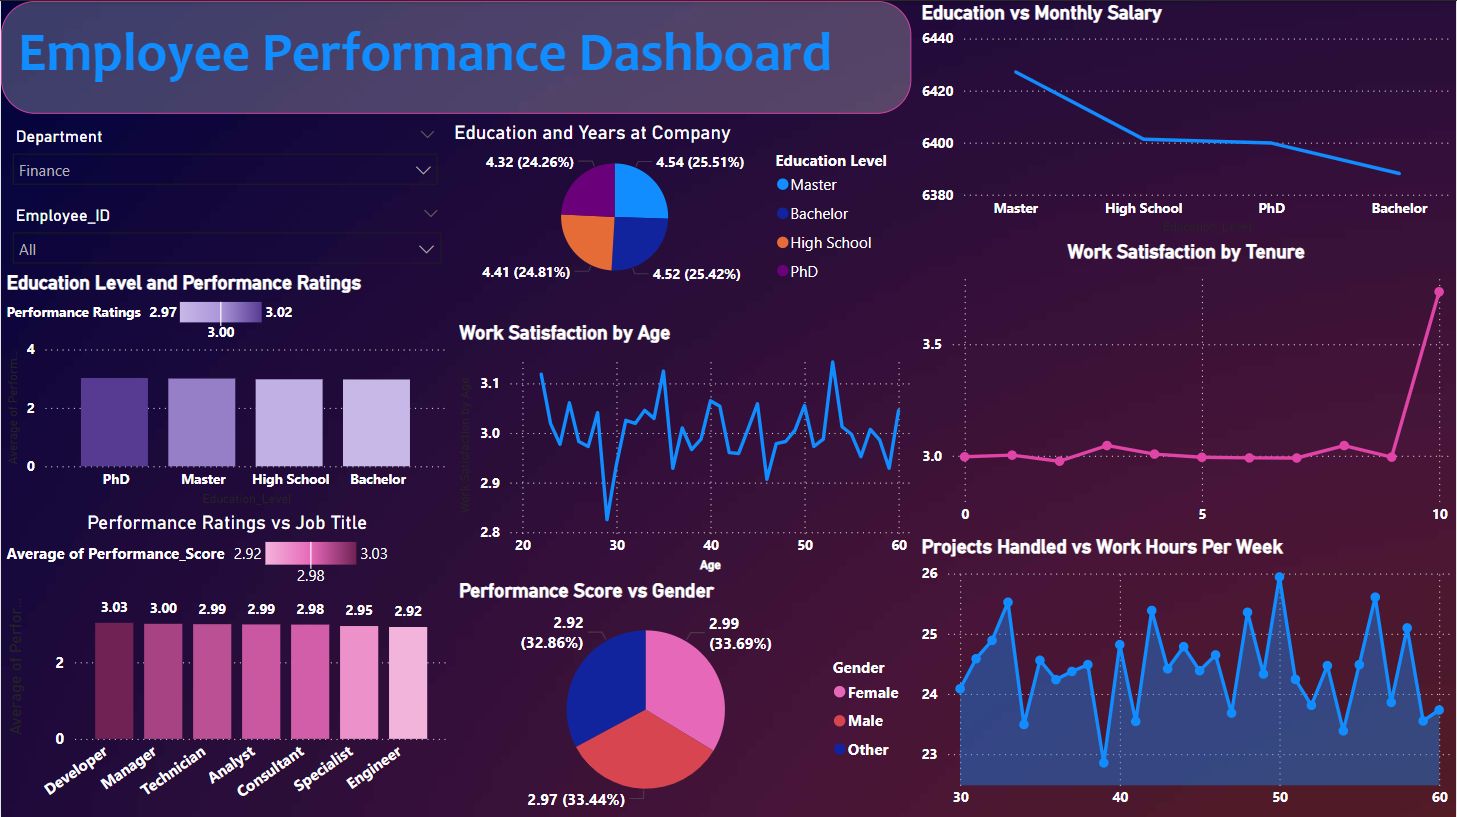 Employee Performance Dashboard
Department
Finance
Employee_ID
All
Education Level and Performance Ratings
Performance Ratings 2.97 3.02
3.00
Average of Perform...
4
2
0
PhD Master High School Bachelor
Education_Level
Performance Ratings vs Job Title
Average of Performance_Score 2.92 3.03
2.98
Average of Perfor...
3.03 3.00 2.99 2.99 2.98 2.95 2.92
2
0
Developer Manager Technician Analyst Consultant Specialist Engineer
Education and Years at Company
4.32 (24.26%) 4.54 (25.51%)
4.41 (24.81%) 4.52 (25.42%)
Education Level
Master
Bachelor
High School
PhD
Work Satisfaction by Age
Work Satisfaction by Age
3.1
3.0
2.9
2.8
20 30 40 50 60
Age
Performance Score vs Gender
2.92
(32.86%)
2.99
(33.69%)
2.97 (33.44%)
Gender
Female
Male
Other
Education vs Monthly Salary
6440
6420
6400
6380
Master High School PhD Bachelor
Education_Level
Work Satisfaction by Tenure
3.5
3.0
0 5 10
Projects Handled vs Work Hours Per Week
26
25
24
23
30 40 50 60